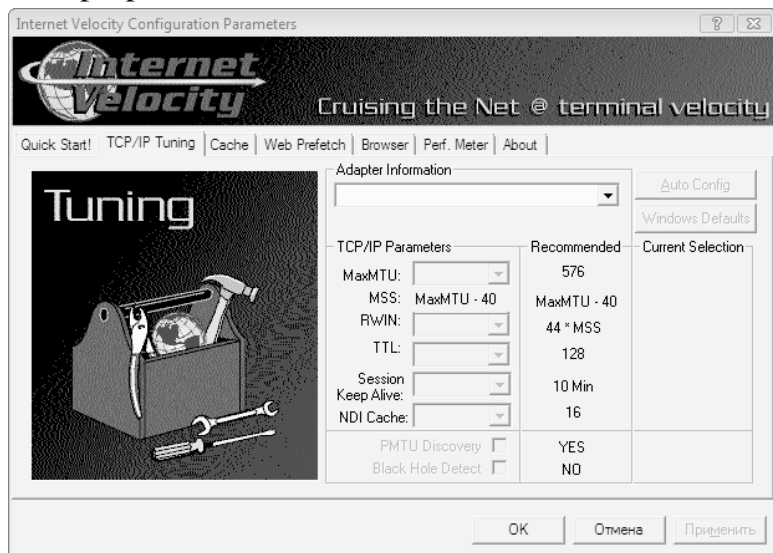 Internet Velocity Configuration Parameters
Internet
Velocity
Cruising the Net @ terminal velocity
Quick Start! TCP/IP Tuning Cache Web Prefetch Browser Perf. Meter About
Tuning
Adapter Information
Auto Config
Windows Defaults
TCP/IP Parameters Recommended Current Selection
MaxMTU: 576
MSS: MaxMTU - 40 MaxMTU - 40
RWIN: 44 * MSS
TTL: 128
Session
Keep Alive: 10 Min
NDI Cache: 16
PMTU Discovery YES
Black Hole Detect NO
OK Отмена Применить